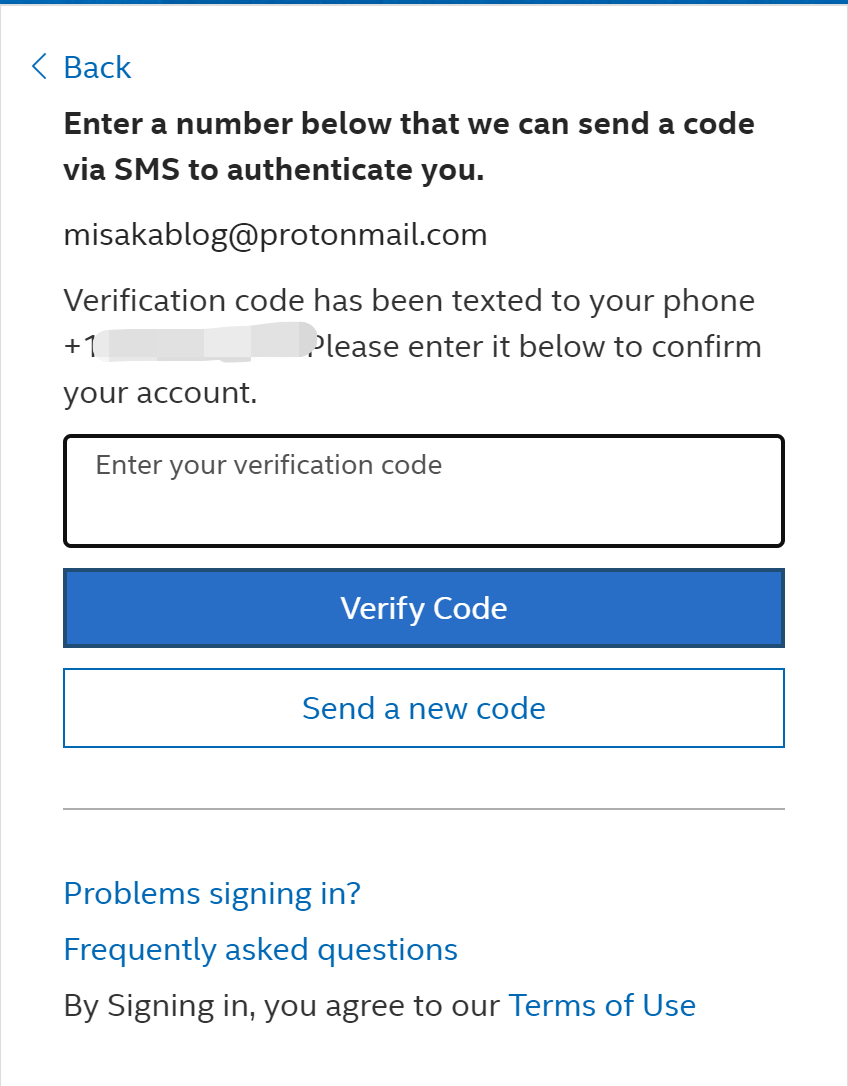 Back
Enter a number below that we can send a code
via SMS to authenticate you.
misakablog@protonmail.com
Verification code has been texted to your phone
+1 Please enter it below to confirm
your account.
Enter your verification code
Verify Code
Send a new code
Problems signing in?
Frequently asked questions
By Signing in, you agree to our Terms of Use